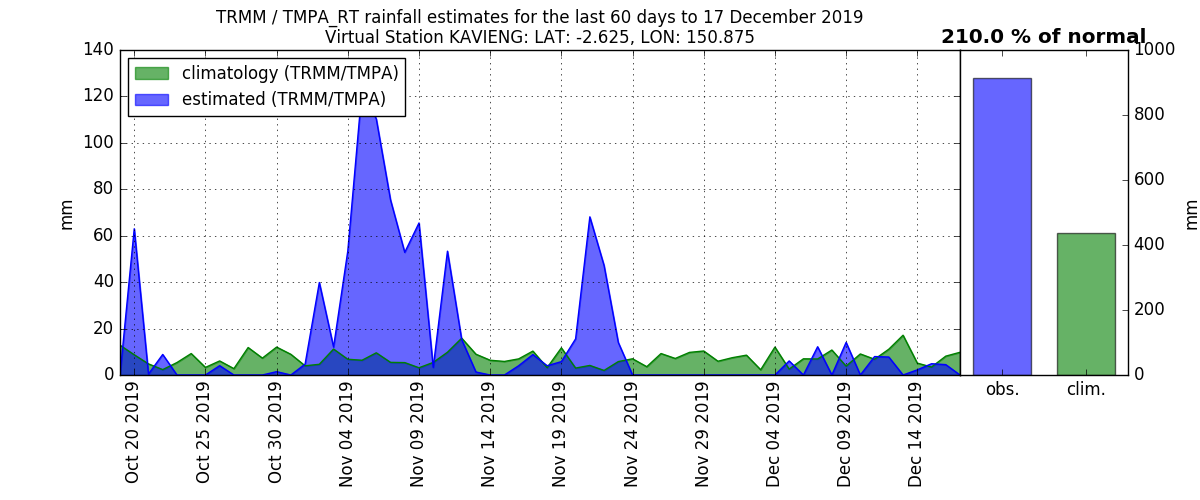 TRMM / TMPA_RT rainfall estimates for the last 60 days to 17 December 2019
Virtual Station KAVIENG: LAT: -2.625, LON: 150.875
210.0 % of normal
climatology (TRMM/TMPA)
estimated (TRMM/TMPA)
mm
140
120
100
80
60
40
20
0
Oct 20 2019
Oct 25 2019
Oct 30 2019
Nov 04 2019
Nov 09 2019
Nov 14 2019
Nov 19 2019
Nov 24 2019
Nov 29 2019
Dec 04 2019
Dec 09 2019
Dec 14 2019
obs.
clim.
1000
800
600
400
200
0
mm